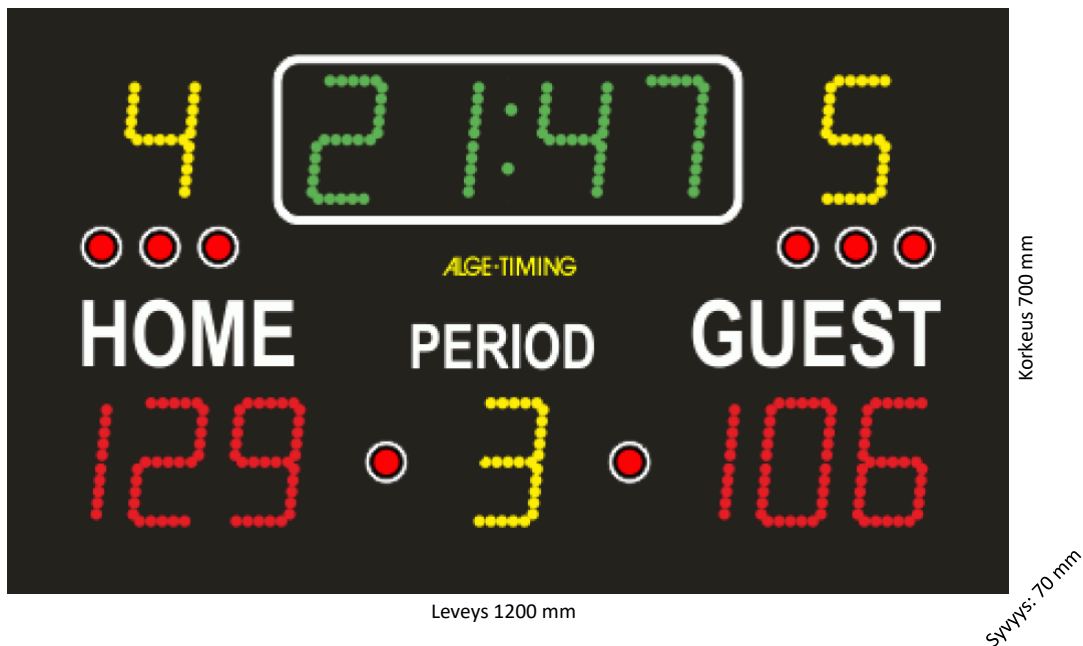 4 21:47 5
ALGE-TIMING
HOME PERIOD GUEST
129 3 106
Korkeus 700 mm
Leveys 1200 mm
Syvyys: 70 mm